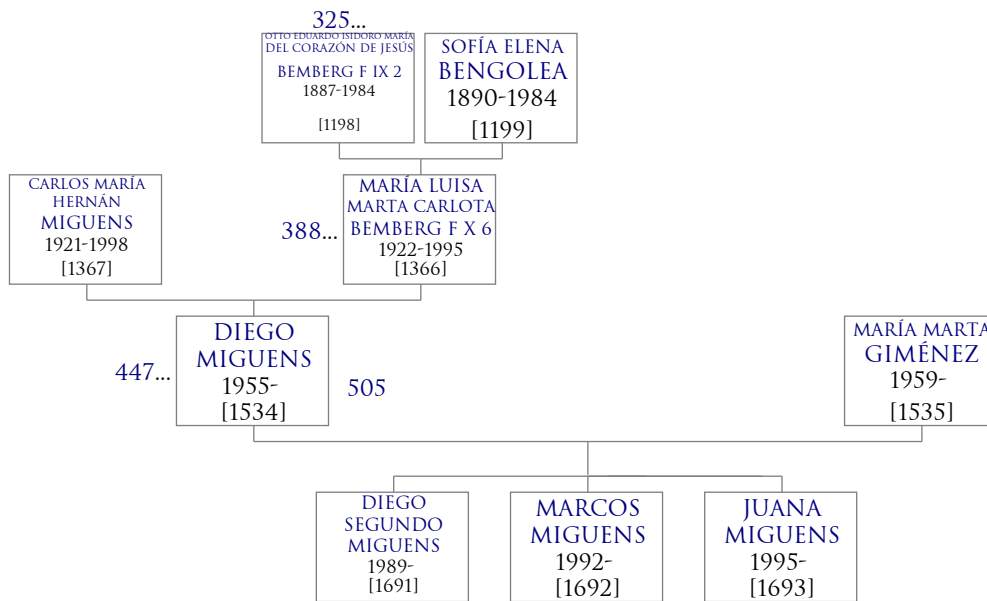 325...
OTTO EDUARDO ISIDORO MARÍA
DEL CORAZÓN DE JESÚS
BEMBERG F IX 2
1887-1984
[1198]
SOFÍA ELENA
BENGOLEA
1890-1984
[1199]
CARLOS MARÍA
HERNÁN
MIGUENS
1921-1998
[1367]
388...
MARÍA LUISA
MARTA CARLOTA
BEMBERG F X 6
1922-1995
[1366]
447...
DIEGO
MIGUENS
1955-
[1534]
505
MARÍA MARTA
GIMÉNEZ
1959-
[1535]
DIEGO
SEGUNDO
MIGUENS
1989-
[1691]
MARCOS
MIGUENS
1992-
[1692]
JUANA
MIGUENS
1995-
[1693]